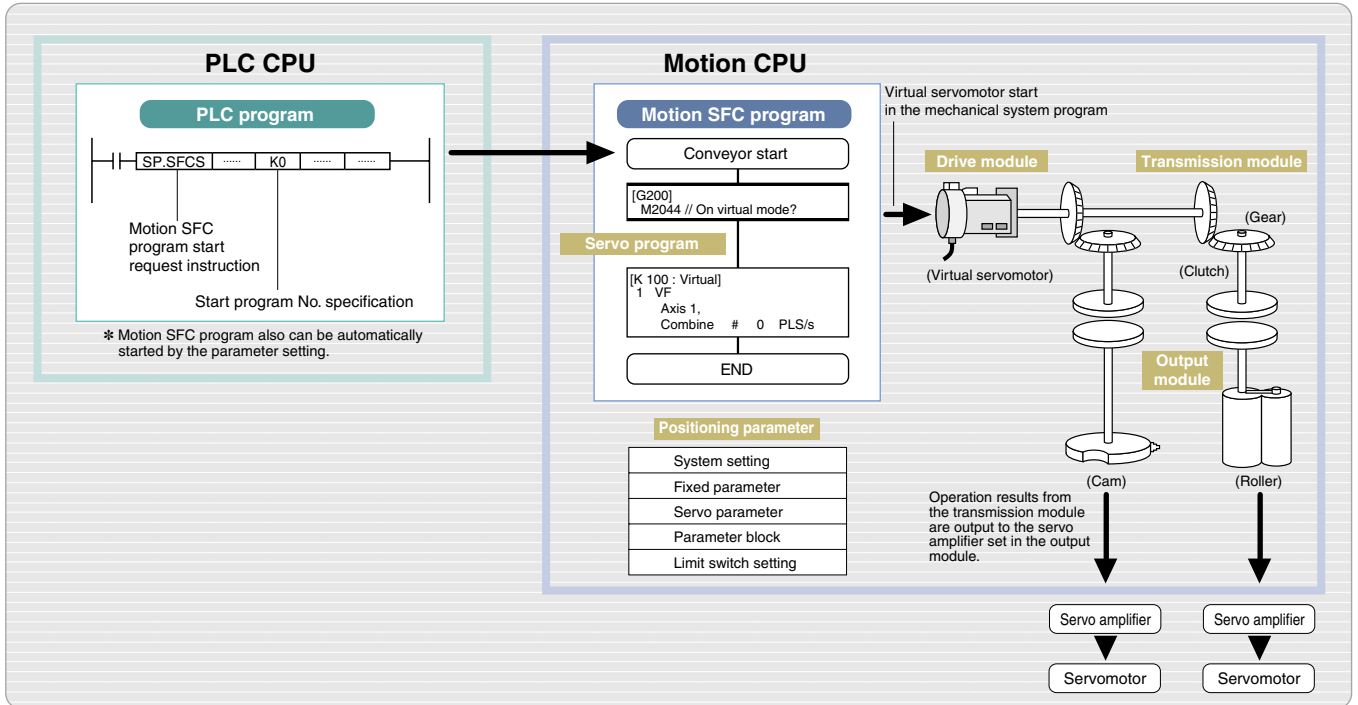 PLC CPU
PLC program
SP.SFCS ······ K0 ······ ······
Motion SFC
program start
request instruction
Start program No. specification
✻ Motion SFC program also can be automatically
started by the parameter setting.
Motion CPU
Motion SFC program
Conveyor start
[G200]
M2044 // On virtual mode?
Servo program
[K 100 : Virtual]
1 VF
Axis 1,
Combine # 0 PLS/s
END
Positioning parameter
System setting
Fixed parameter
Servo parameter
Parameter block
Limit switch setting
Virtual servomotor start
in the mechanical system program
Drive module
Transmission module
(Gear)
(Virtual servomotor)
(Clutch)
Output
module
(Cam)
(Roller)
Operation results from
the transmission module
are output to the servo
amplifier set in the output
module.
Servo amplifier
Servo amplifier
Servomotor
Servomotor